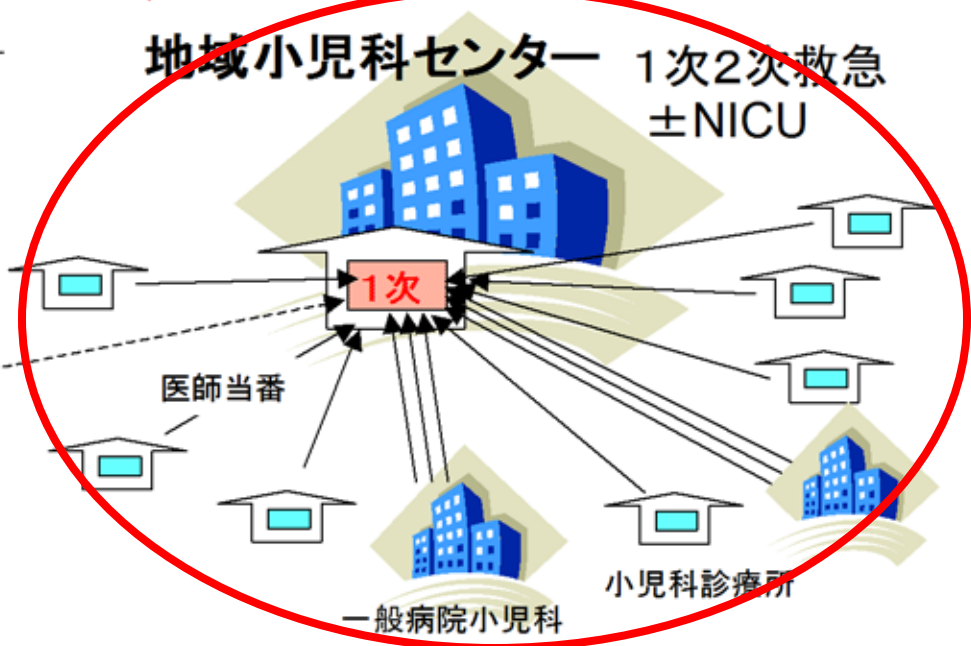 地域小児科センター
1次2次救急
±NICU
1次
医師当番
小児科診療所
一般病院小児科